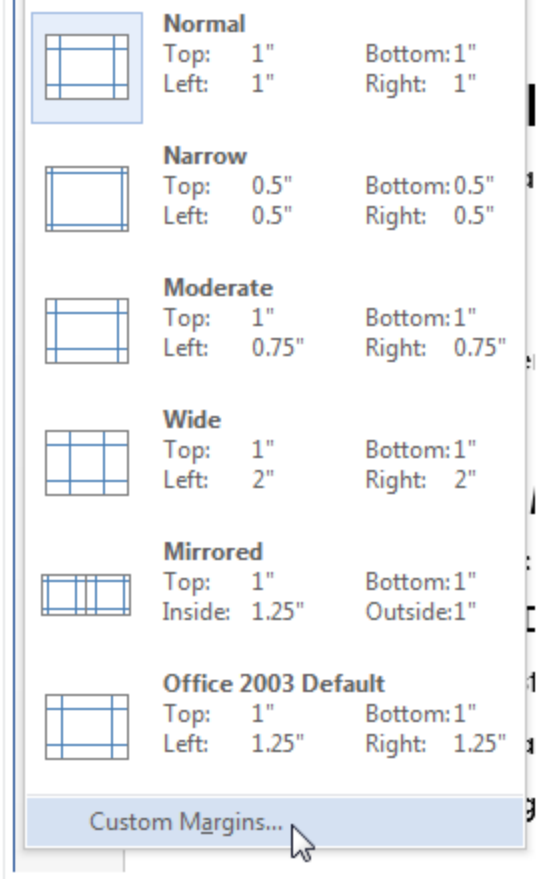 Normal
Top: 1" Bottom: 1"
Left: 1" Right: 1"
Narrow
Top: 0.5" Bottom: 0.5"
Left: 0.5" Right: 0.5"
Moderate
Top: 1" Bottom: 1"
Left: 0.75" Right: 0.75"
Wide
Top: 1" Bottom: 1"
Left: 2" Right: 2"
Mirrored
Top: 1" Bottom: 1"
Inside: 1.25" Outside: 1"
Office 2003 Default
Top: 1" Bottom: 1"
Left: 1.25" Right: 1.25"
Custom Margins...